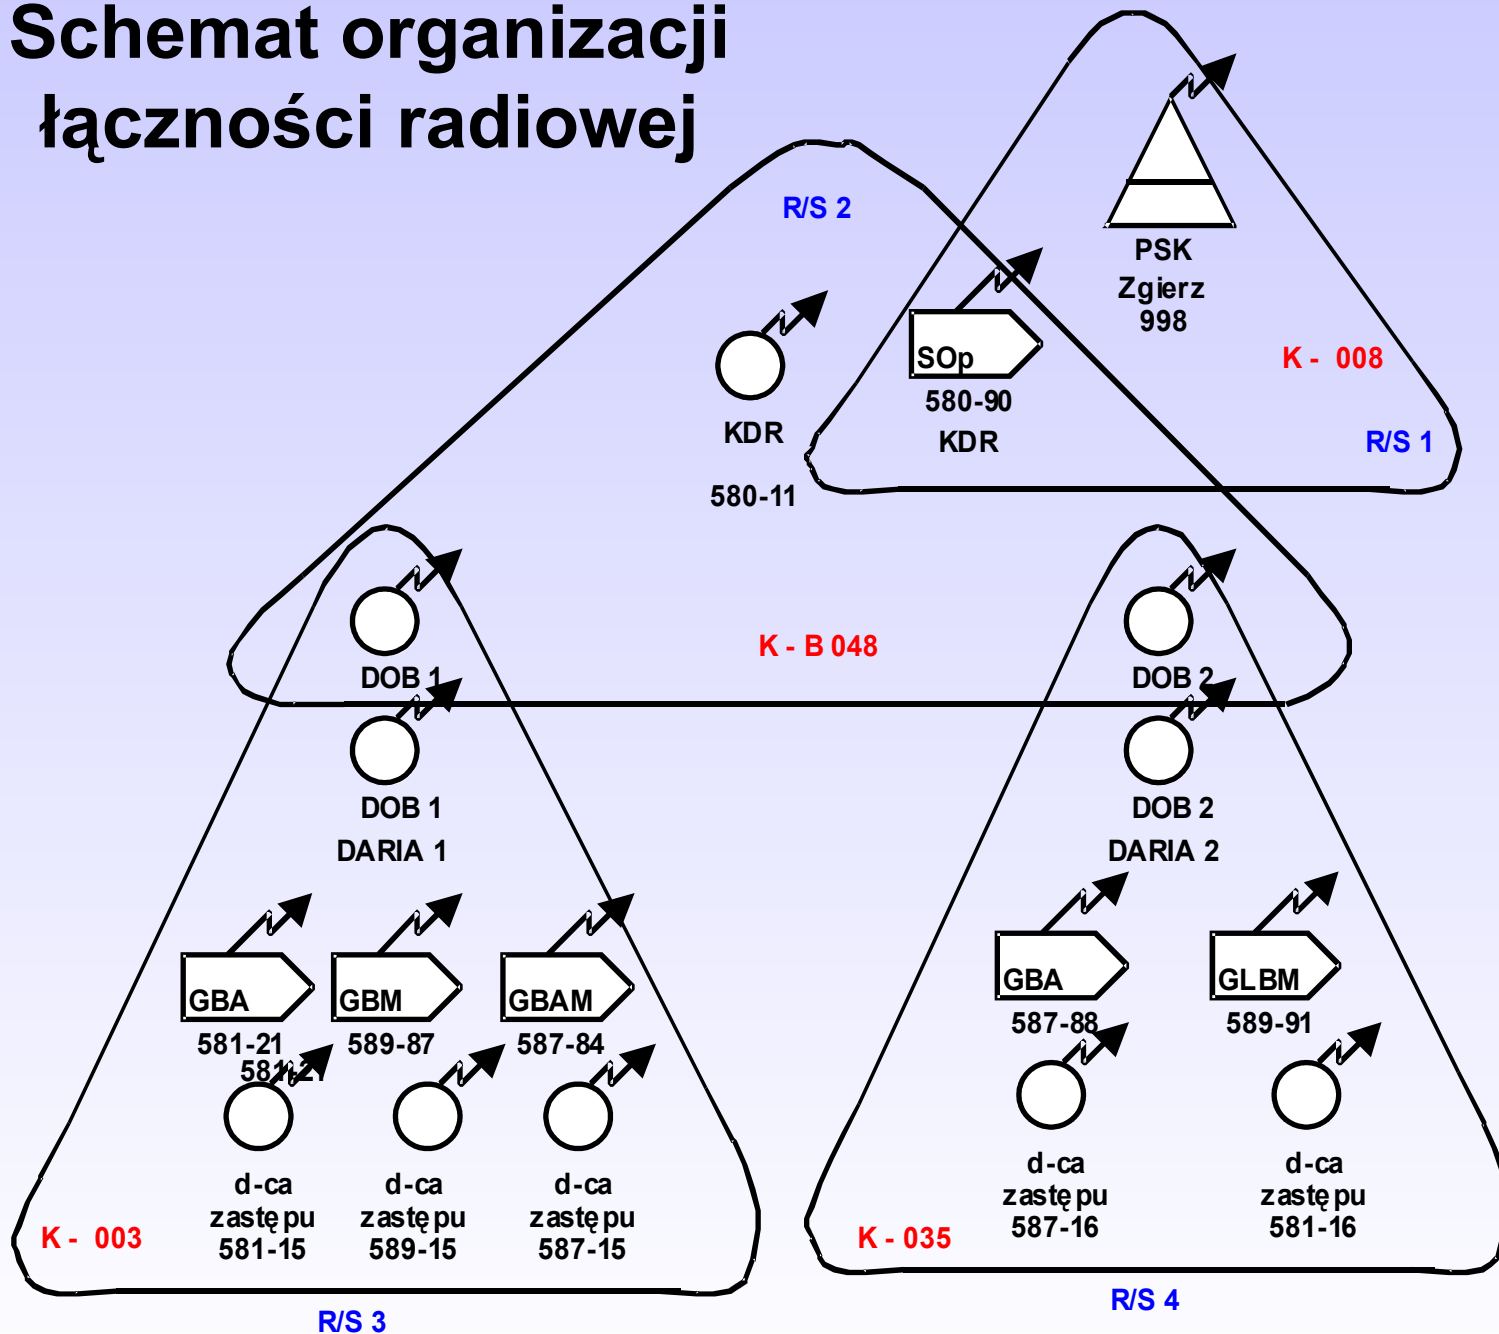 Schemat organizacji
łączności radiowej
R/S 2
PSK
Zgierz
998
SOp
580-90
KDR
K - 008
R/S 1
KDR
580-11
DOB 1
K - B 048
DOB 2
DOB 1
DARIA 1
DOB 2
DARIA 2
GBA
581-21
581-21
GBM
589-87
GBAM
587-84
GBA
587-88
GLBM
589-91
d-ca
zastępu
581-15
d-ca
zastępu
589-15
d-ca
zastępu
587-15
d-ca
zastępu
587-16
d-ca
zastępu
581-16
K - 003
K - 035
R/S 3
R/S 4